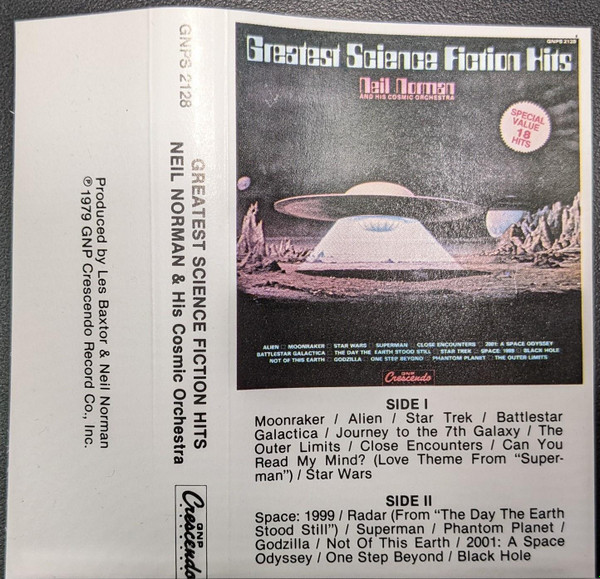 Greatest Science Fiction Hits
GNPS 2128
Neil Norman
AND HIS COSMIC ORCHESTRA
SPECIAL
VALUE
18
HITS
ALIEN □ MOONRAKER □ STAR WARS □ SUPERMAN □ CLOSE ENCOUNTERS □ 2001: A SPACE ODYSSEY
BATTLESTAR GALACTICA □ THE DAY THE EARTH STOOD STILL □ STAR TREK □ SPACE: 1999 □ BLACK HOLE
NOT OF THIS EARTH □ GODZILLA □ ONE STEP BEYOND □ PHANTOM PLANET □ THE OUTER LIMITS
GNP
Crescendo
SIDE I
Moonraker / Alien / Star Trek / Battlestar
Galactica / Journey to the 7th Galaxy / The
Outer Limits / Close Encounters / Can You
Read My Mind? (Love Theme From “Super-
man”) / Star Wars
SIDE II
Space: 1999 / Radar (From “The Day The Earth
Stood Still”) / Superman / Phantom Planet /
Godzilla / Not Of This Earth / 2001: A Space
Odyssey / One Step Beyond / Black Hole
GNPS 2128
GREATEST SCIENCE FICTION HITS
NEIL NORMAN & His Cosmic Orchestra
GNP
Crescendo
Produced by Les Baxtor & Neil Norman
℗1979 GNP Crescendo Record Co., Inc.